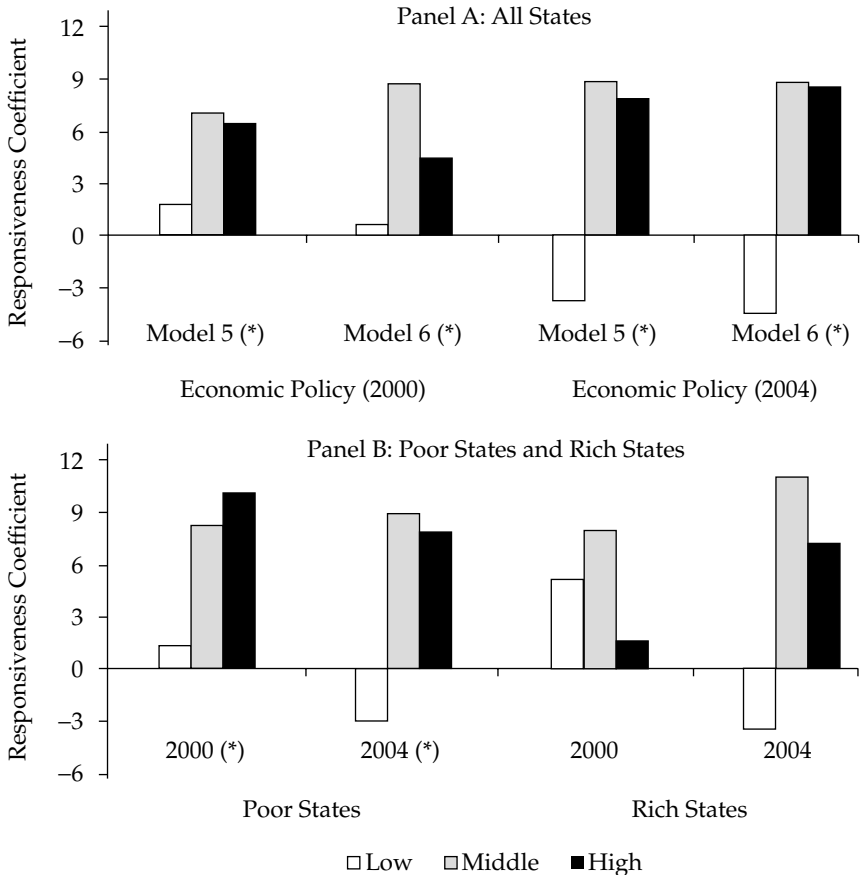 Panel A: All States
Responsiveness Coefficient
12
9
6
3
0
−3
−6
Model 5 (*) Model 6 (*) Model 5 (*) Model 6 (*)
Economic Policy (2000) Economic Policy (2004)
Panel B: Poor States and Rich States
Responsiveness Coefficient
12
9
6
3
0
−3
−6
2000 (*) 2004 (*) 2000 2004
Poor States Rich States
Low Middle High